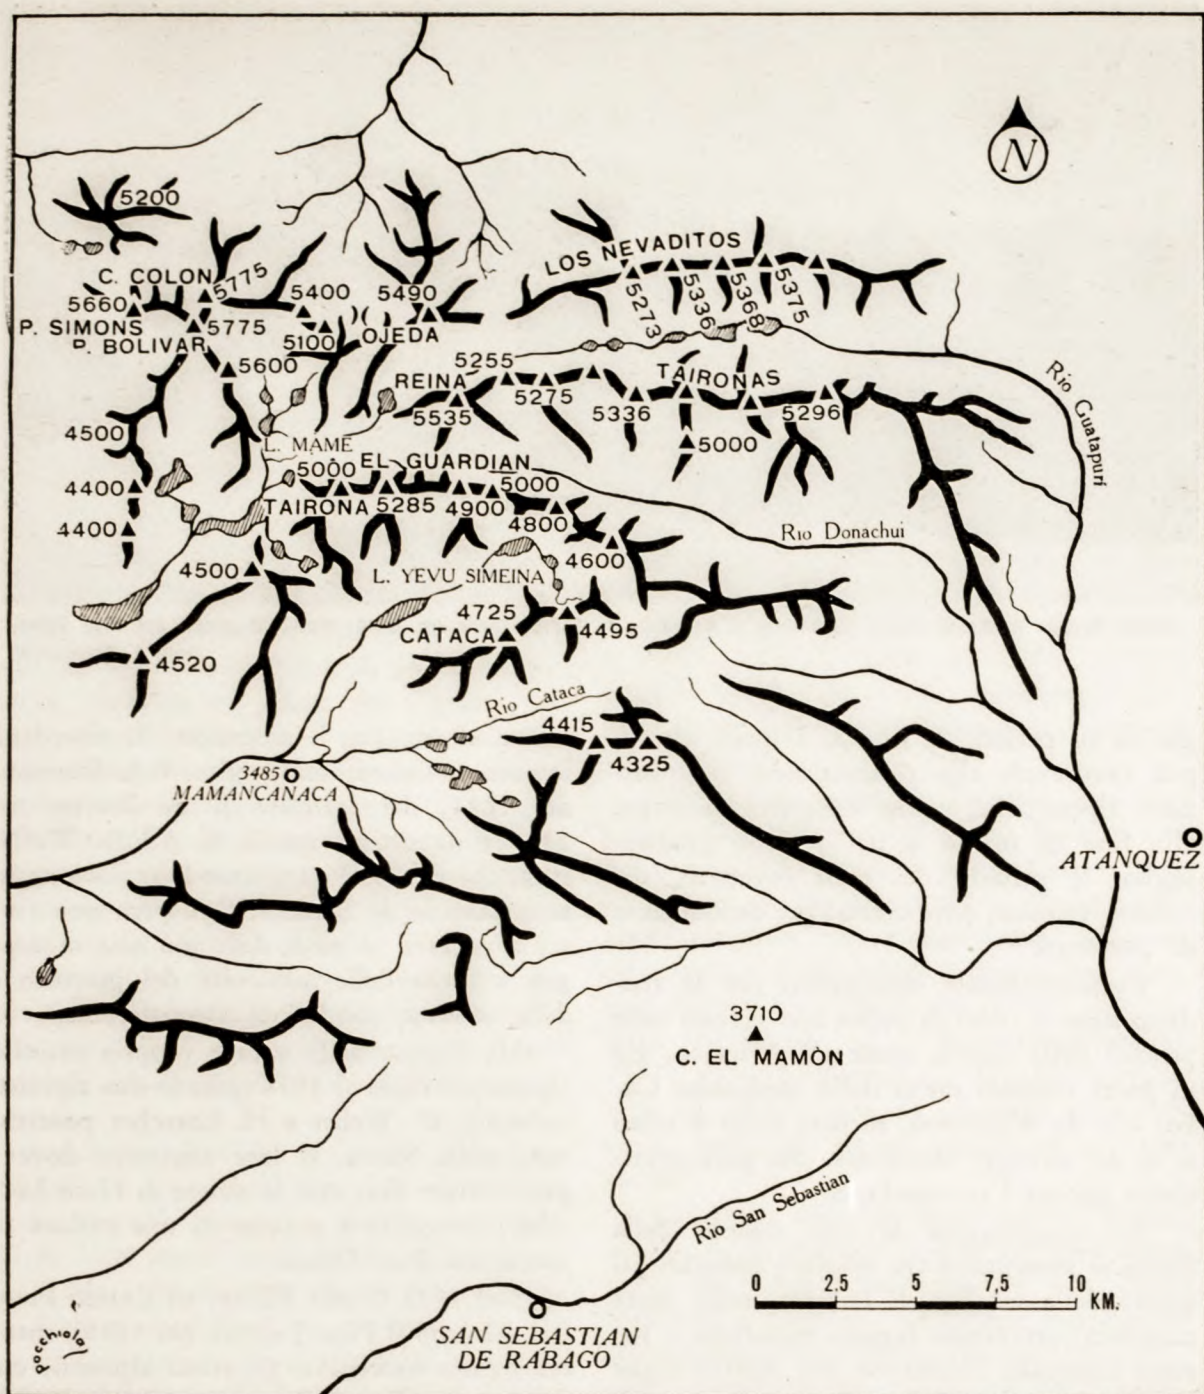 N
5200
LOS NEVADITOS
C. COLON
5775
5660
5400
5490
5273
5336
5368
5375
P. SIMONS
5775
P. BOLIVAR
5100
OJEDA
5600
5255
REINA
5275
TAIRONAS
5535
5336
5296
Rio Guatapurí
4500
L. MAMÉ
5000
5000
EL GUARDIAN
4400
5000
TAIRONA
5285
4900
4800
4400
Rio Donachui
4600
4500
L. YEVU SIMEINA
4725
4495
CATACA
4520
Rio Cataca
4415
4325
3485
MAMANCANACA
ATANQUEZ
3710
C. EL MAMÒN
Rio San Sebastian
0 2,5 5 7,5 10
KM.
SAN SEBASTIAN
DE RÁBAGO
Pocchiola